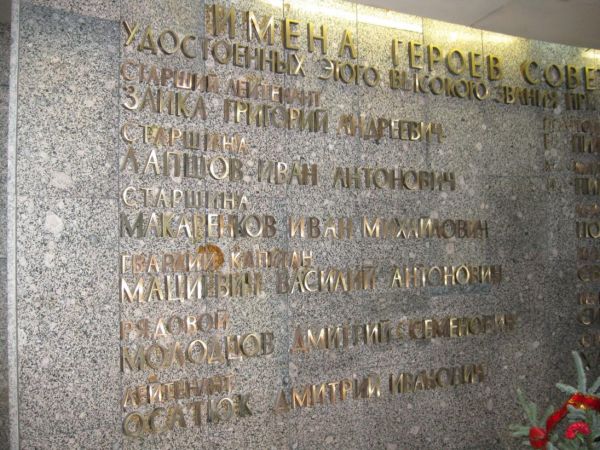 ИМЕНА ГЕРОЕВ СОВЕТ
УДОСТОЕННЫХ ЭТОГО ВЫСОКОГО ЗВАНИЯ ПРИ
СТАРШИЙ ЛЕЙТЕНАНТ
ЗАИКА ГРИГОРИЙ АНДРЕЕВИЧ
СТАРШИНА
ЛАПШОВ ИВАН АНТОНОВИЧ
СТАРШИНА
МАКАРЕНКОВ ИВАН МИХАЙЛОВИЧ
ГВАРДИИ КАПИТАН
МАЦИЕВИЧ ВАСИЛИЙ АНТОНОВИЧ
РЯДОВОЙ
МОЛОДЦОВ ДМИТРИЙ СЕМЕНОВИЧ
ЛЕЙТЕНАНТ
ОСАТЮК ДМИТРИЙ ИВАНОВИЧ